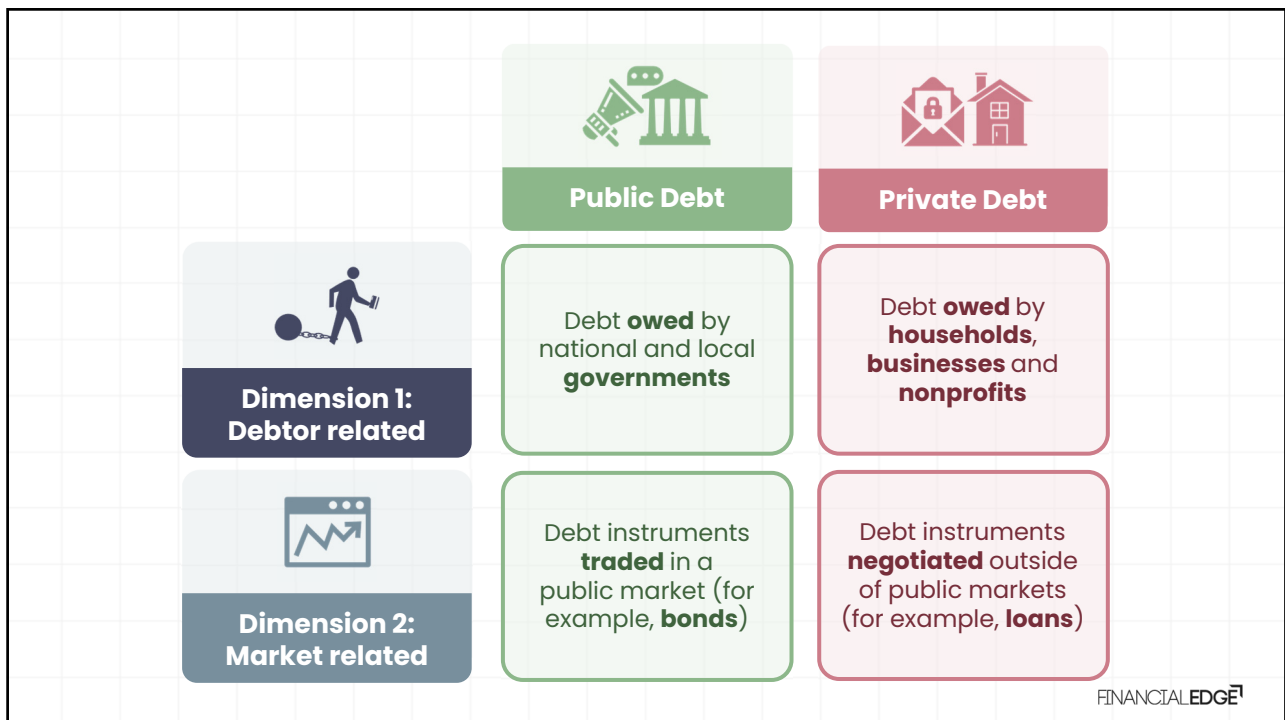 Public Debt
Private Debt
Dimension 1:
Debtor related
Debt owed by
national and local
governments
Debt owed by
households,
businesses and
nonprofits
Dimension 2:
Market related
Debt instruments
traded in a
public market (for
example, bonds)
Debt instruments
negotiated outside
of public markets
(for example, loans)
FINANCIALEDGE